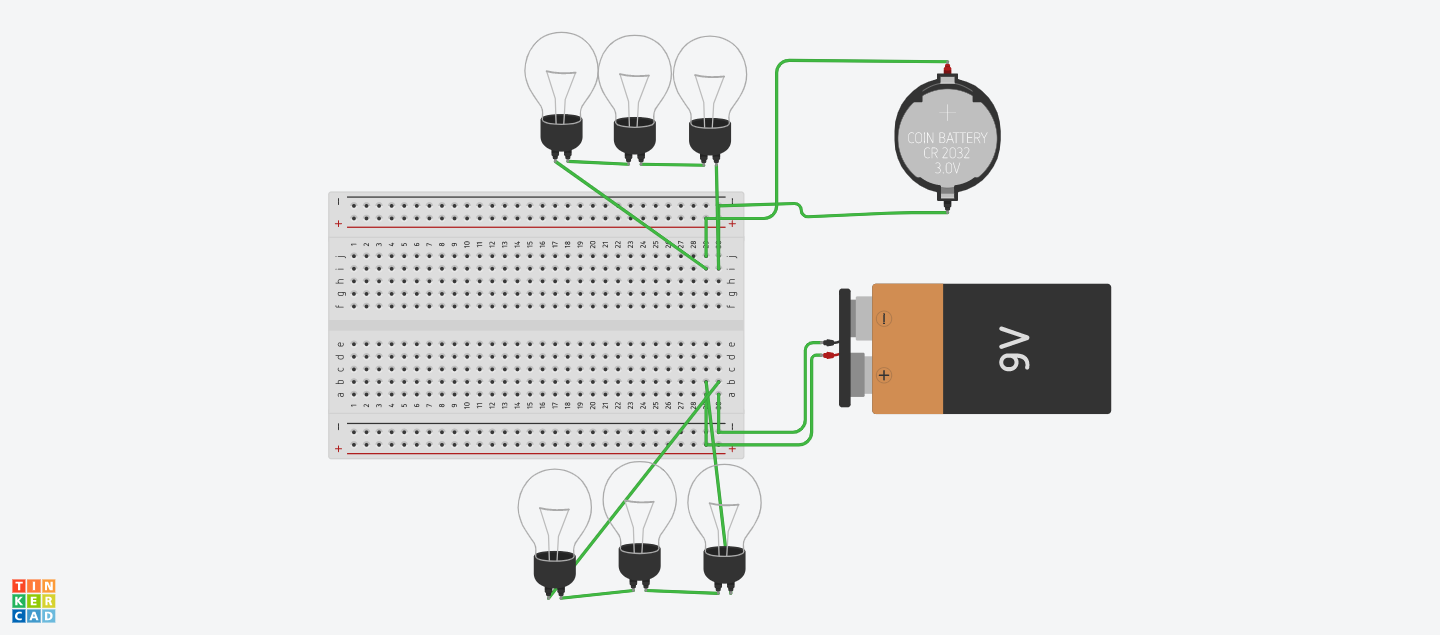 COIN BATTERY
CR 2032
3.0V
− −
+ +
1 2 3 4 5 6 7 8 9 10 11 12 13 14 15 16 17 18 19 20 21 22 23 24 25 26 27 28 29 30
j j
i i
h h
g g
f f
e e
d d
c c
b b
a a
1 2 3 4 5 6 7 8 9 10 11 12 13 14 15 16 17 18 19 20 21 22 23 24 25 26 27 28 29 30
− −
+ +
−
+
9V
TIN
KER
CAD